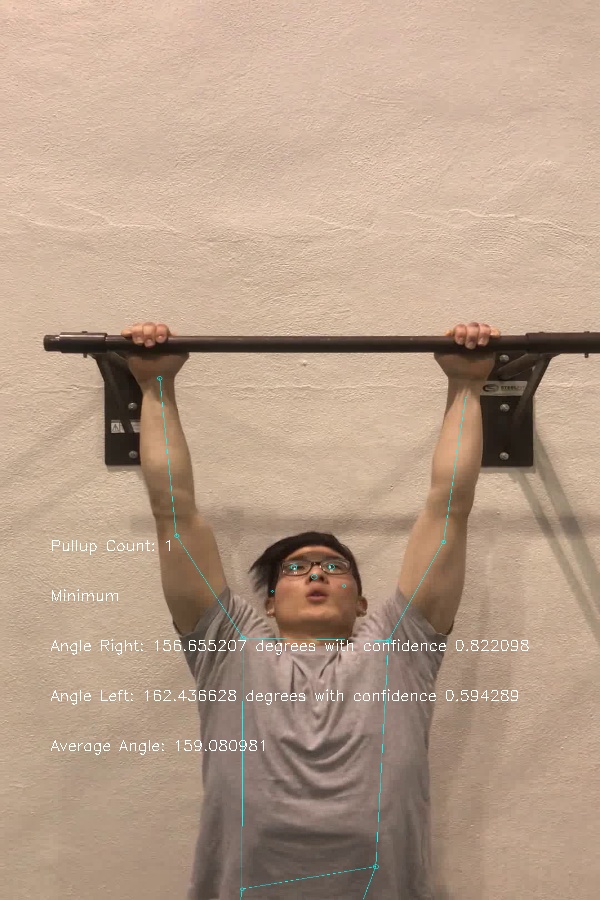 Pullup Count: 1
Minimum
Angle Right: 156.655207 degrees with confidence 0.822098
Angle Left: 162.436628 degrees with confidence 0.594289
Average Angle: 159.080981